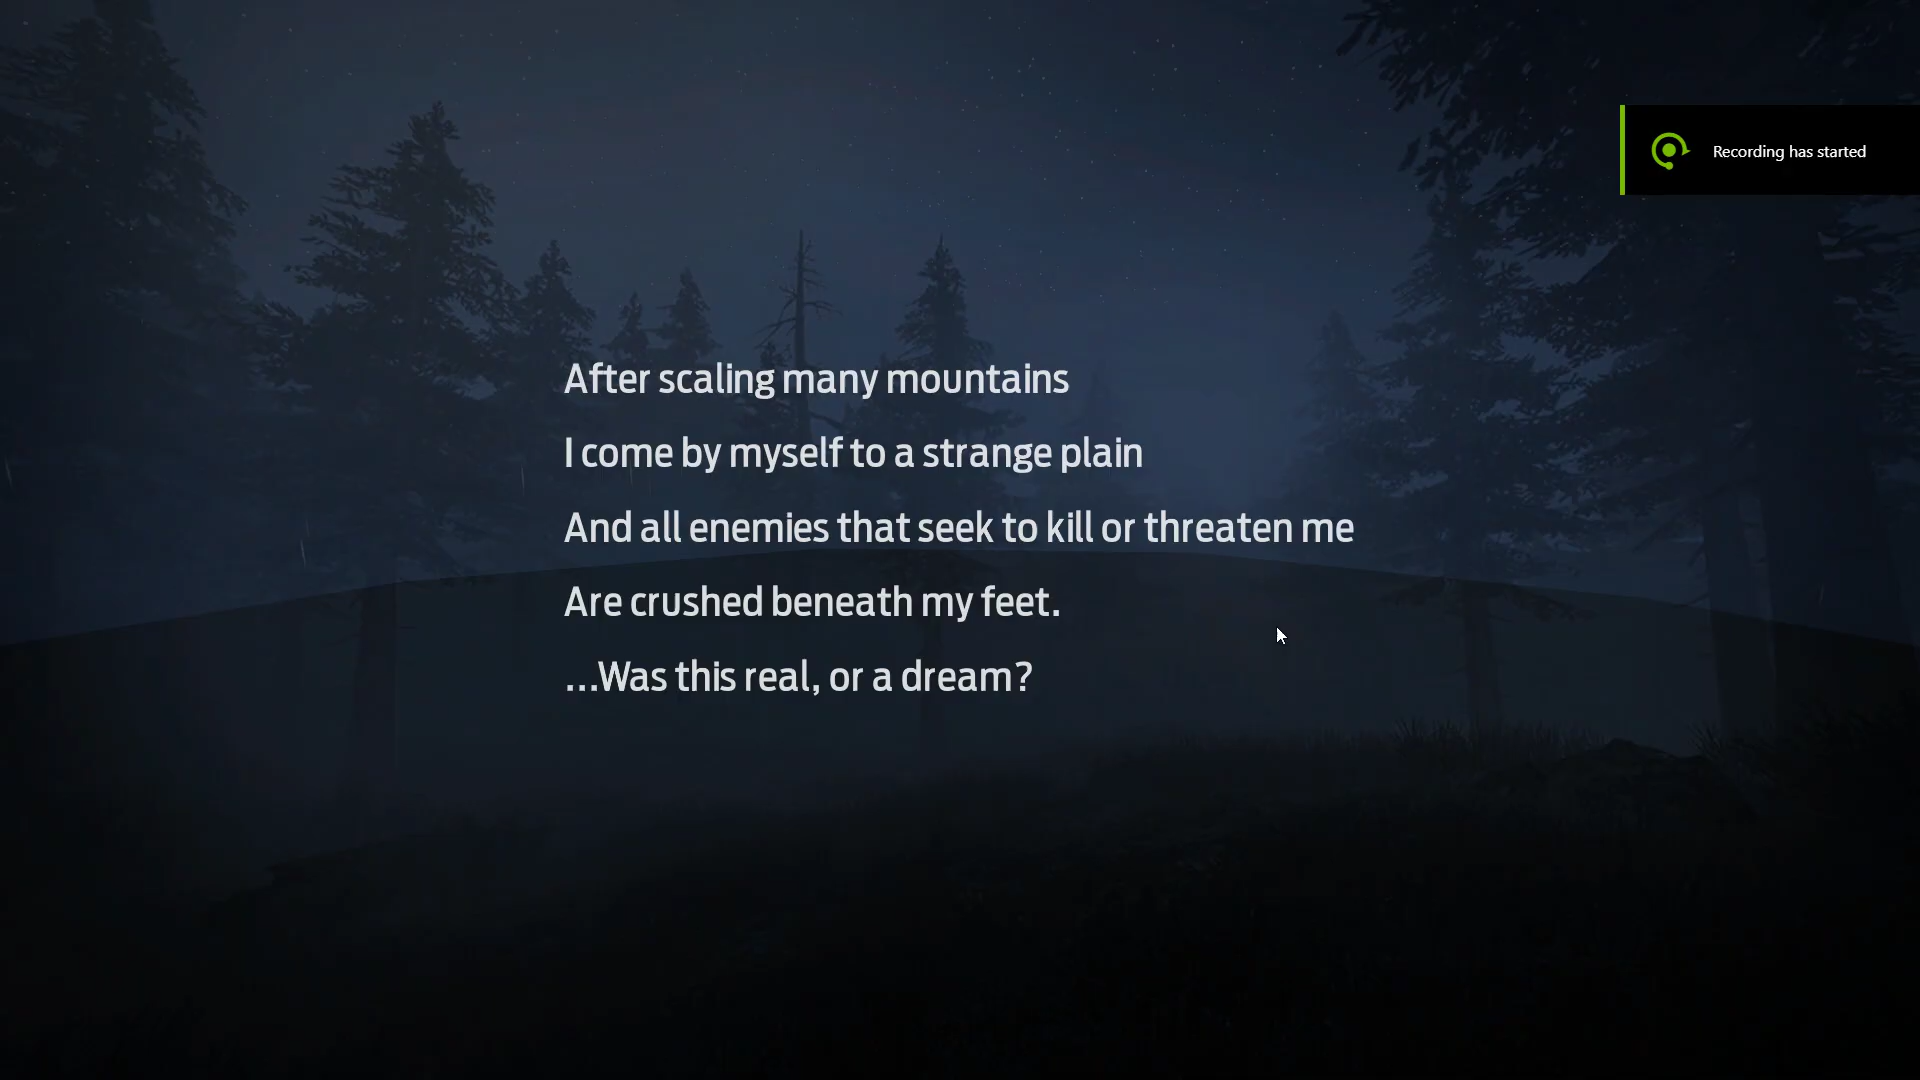 Recording has started
After scaling many mountains
I come by myself to a strange plain
And all enemies that seek to kill or threaten me
Are crushed beneath my feet.
...Was this real, or a dream?